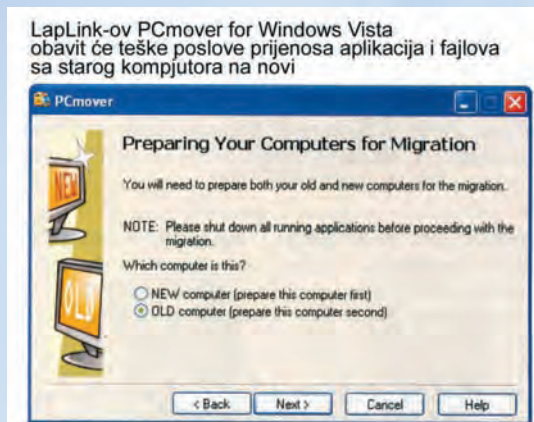 LapLink-ov PCmover for Windows Vista
obavit će teške poslove prijenosa aplikacija i fajlova
sa starog kompjutora na novi
PCmover
Preparing Your Computers for Migration
You will need to prepare both your old and new computers for the migration.
NOTE: Please shut down all running applications before proceeding with the
migration.
Which computer is this?
NEW computer (prepare this computer first)
OLD computer (prepare this computer second)
NEW
OLD
< Back Next > Cancel Help